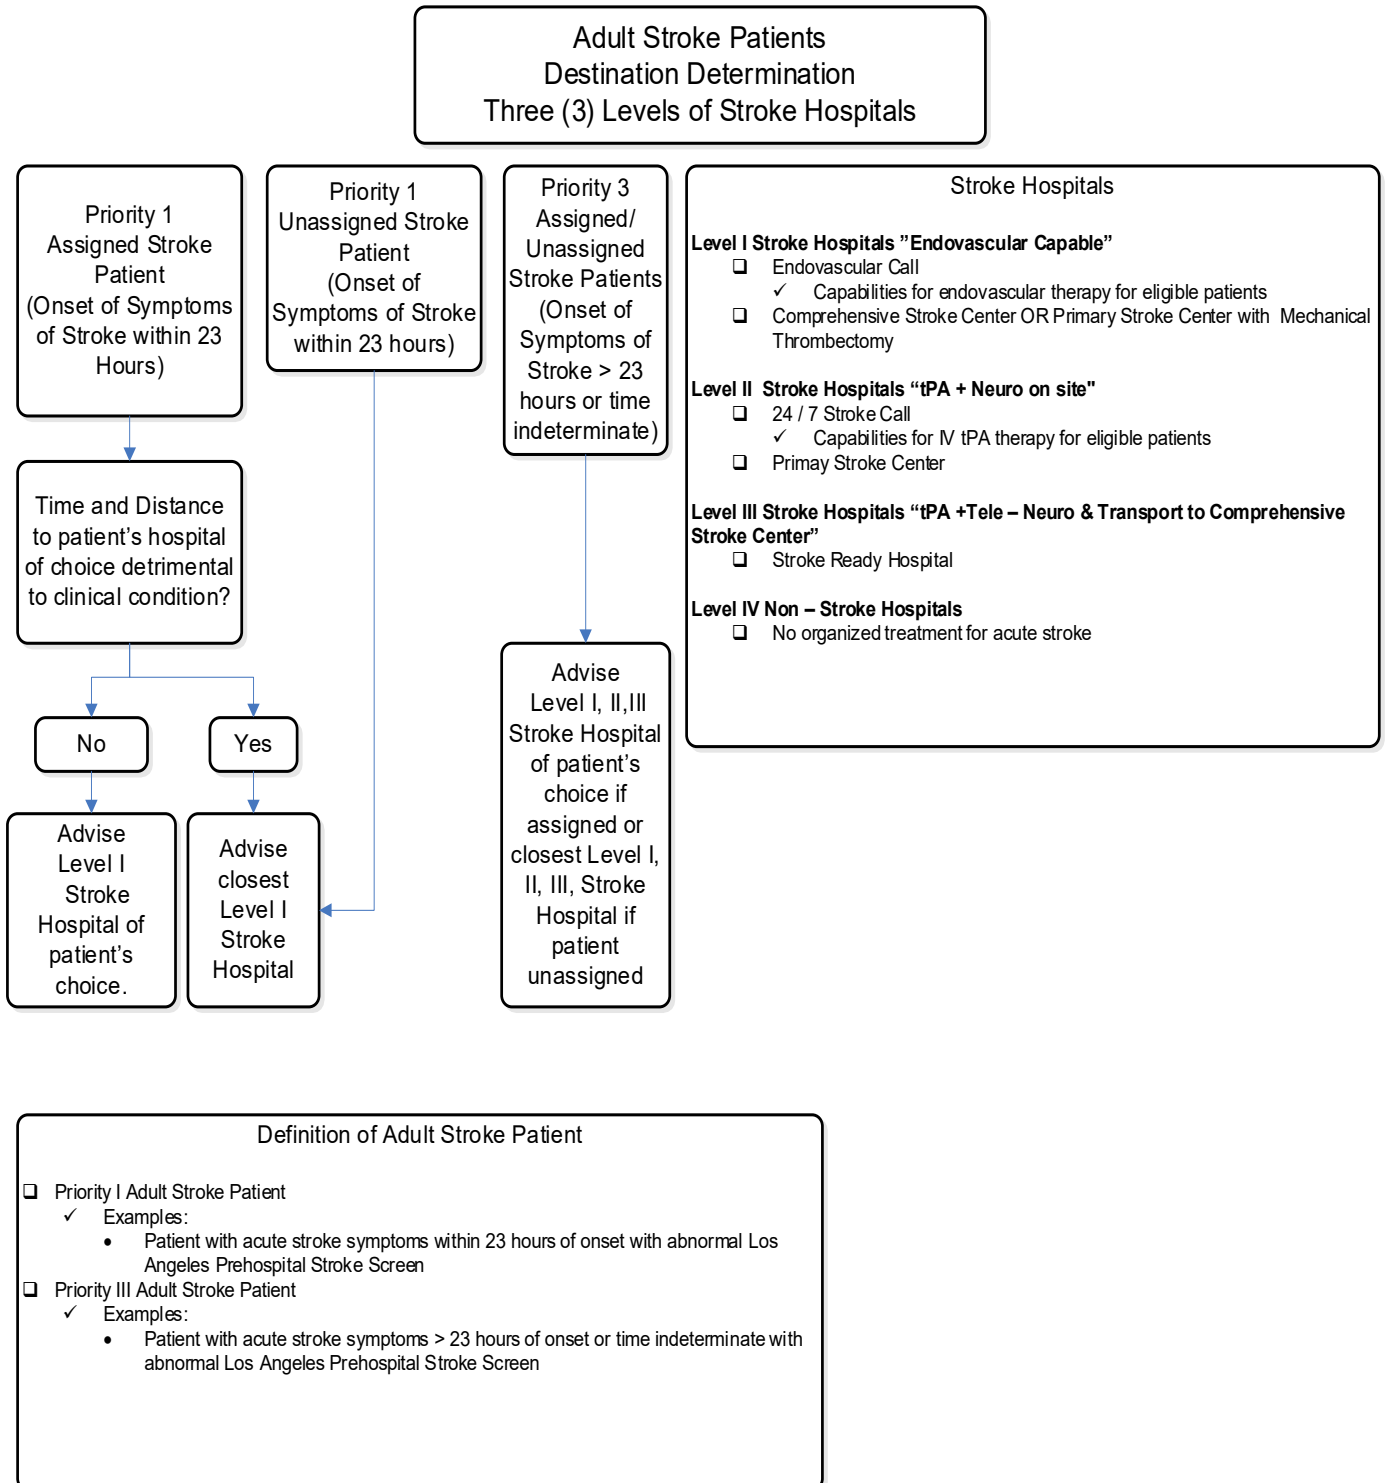 Adult Stroke Patients
Destination Determination
Three (3) Levels of Stroke Hospitals
Priority 1
Assigned Stroke
Patient
(Onset of Symptoms
of Stroke within 23
Hours)
Time and Distance
to patient's hospital
of choice detrimental
to clinical condition?
No
Yes
Advise
Level I
Stroke
Hospital of
patient's
choice.
Advise
closest
Level I
Stroke
Hospital
Priority 1
Unassigned Stroke
Patient
(Onset of
Symptoms of Stroke
within 23 hours)
Priority 3
Assigned/
Unassigned
Stroke Patients
(Onset of
Symptoms of
Stroke > 23
hours or time
indeterminate)
Advise
Level I, II,III
Stroke Hospital
of patient's
choice if
assigned or
closest Level I,
II, III, Stroke
Hospital if
patient
unassigned
Stroke Hospitals
Level I Stroke Hospitals ”Endovascular Capable”
❑ Endovascular Call
✓ Capabilities for endovascular therapy for eligible patients
❑ Comprehensive Stroke Center OR Primary Stroke Center with Mechanical
Thrombectomy
Level II Stroke Hospitals “tPA + Neuro on site"
❑ 24 / 7 Stroke Call
✓ Capabilities for IV tPA therapy for eligible patients
❑ Primay Stroke Center
Level III Stroke Hospitals “tPA +Tele – Neuro & Transport to Comprehensive
Stroke Center”
❑ Stroke Ready Hospital
Level IV Non – Stroke Hospitals
❑ No organized treatment for acute stroke
Definition of Adult Stroke Patient
❑ Priority I Adult Stroke Patient
✓ Examples:
• Patient with acute stroke symptoms within 23 hours of onset with abnormal Los
Angeles Prehospital Stroke Screen
❑ Priority III Adult Stroke Patient
✓ Examples:
• Patient with acute stroke symptoms > 23 hours of onset or time indeterminate with
abnormal Los Angeles Prehospital Stroke Screen